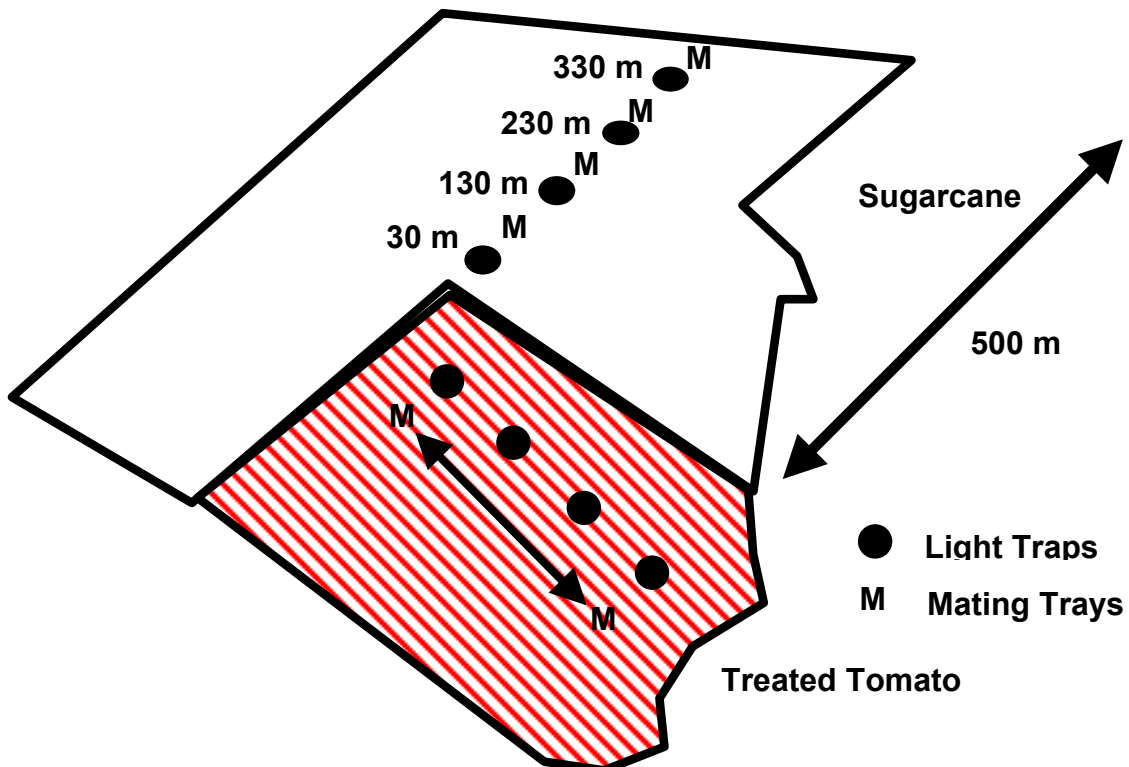 M
330 m
M
230 m
M
130 m
M
30 m
Sugarcane
500 m
M
M
Light Traps
M Mating Trays
Treated Tomato